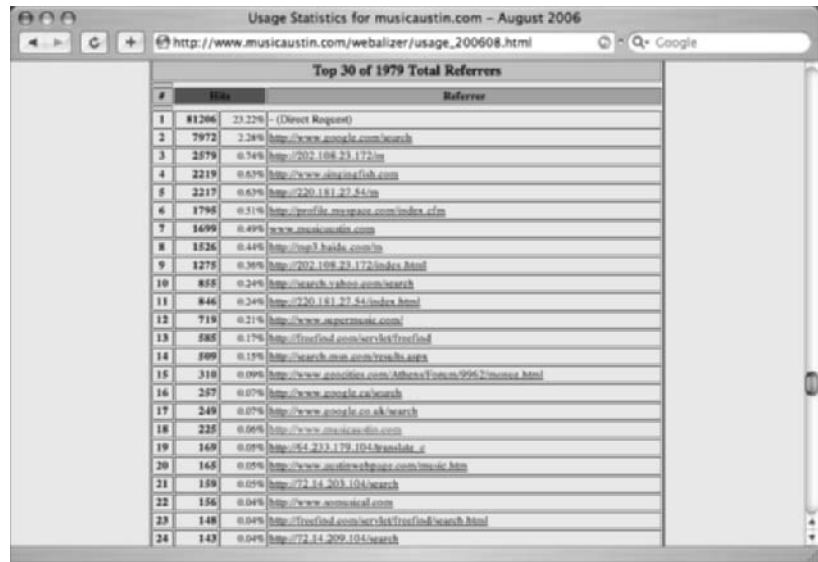 Usage Statistics for musicaustin.com – August 2006
http://www.musicaustin.com/webalizer/usage_200608.html Google
Top 30 of 1979 Total Referrers
# Hits Referrer
1 81206 23.22% - (Direct Request)
2 7972 2.28% http://www.google.com/search
3 2579 0.74% http://202.108.23.172/m
4 2219 0.63% http://www.singingfish.com
5 2217 0.63% http://220.181.27.54/m
6 1795 0.51% http://profile.myspace.com/index.cfm
7 1699 0.49% www.musicaustin.com
8 1526 0.44% http://mp3.baidu.com/m
9 1275 0.36% http://202.108.23.172/index.html
10 855 0.24% http://search.yahoo.com/search
11 846 0.24% http://220.181.27.54/index.html
12 719 0.21% http://www.supermusic.com/
13 585 0.17% http://freefind.com/servlet/freefind
14 509 0.15% http://search.msn.com/results.aspx
15 310 0.09% http://www.geocities.com/Athens/Forum/9962/menu2.html
16 257 0.07% http://www.google.ca/search
17 249 0.07% http://www.google.co.uk/search
18 225 0.06% http://www.musicaustin.com
19 169 0.05% http://64.233.179.104/translate_c
20 165 0.05% http://www.austinwebpage.com/music.htm
21 159 0.05% http://72.14.203.104/search
22 156 0.04% http://www.somusical.com
23 148 0.04% http://freefind.com/servlet/freefind/search.html
24 143 0.04% http://72.14.209.104/search